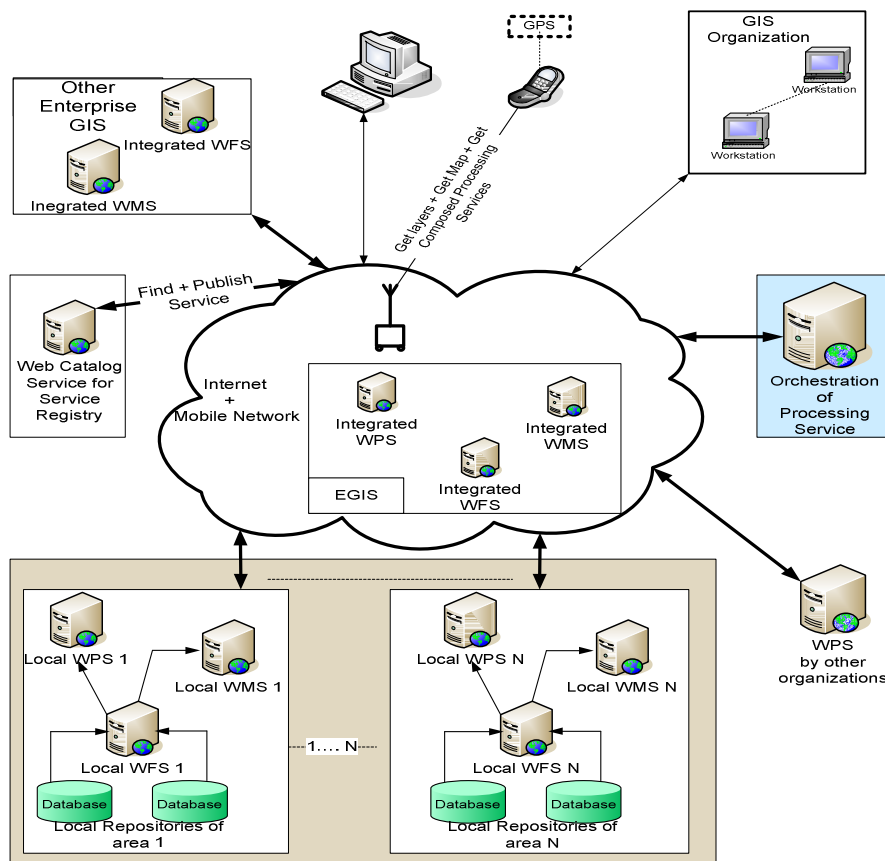 GPS
GIS
Organization
Workstation
Workstation
Other
Enterprise
GIS
Integrated WFS
Inegrated WMS
Get layers + Get Map + Get
Composed Processing
Services
Find + Publish
Service
Web Catalog
Service for
Service
Registry
Internet
+
Mobile Network
Integrated
WPS
Integrated
WMS
Integrated
WFS
EGIS
Orchestration
of
Processing
Service
WPS
by other
organizations
Local WPS 1
Local WMS 1
Local WFS 1
Database
Database
Local Repositories of
area 1
1.... N
Local WPS N
Local WMS N
Local WFS N
Database
Database
Local Repositories of
area N